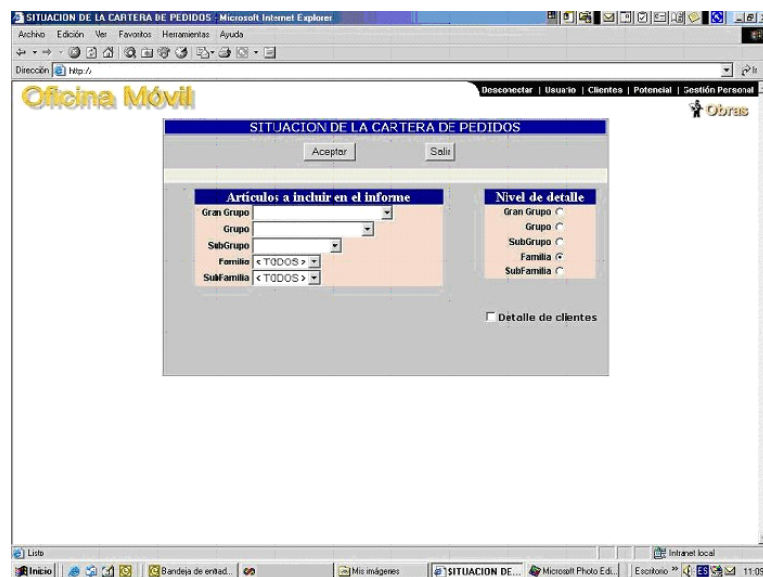 SITUACION DE LA CARTERA DE PEDIDOS - Microsoft Internet Explorer
Archivo Edición Ver Favoritos Herramientas Ayuda
Dirección http://
Oficina Móvil
Desconectar | Usuario | Clientes | Potencial | Gestión Personal
Obras
SITUACION DE LA CARTERA DE PEDIDOS
Aceptar Salir
Artículos a incluir en el informe
Gran Grupo
Grupo
SubGrupo
Familia < TODOS >
SubFamilia < TODOS >
Nivel de detalle
Gran Grupo
Grupo
SubGrupo
Familia
SubFamilia
Detalle de clientes
Listo Intranet local
Inicio Bandeja de entrad... Mis imágenes SITUACION DE... Microsoft Photo Edi... Escritorio » ES 11:09